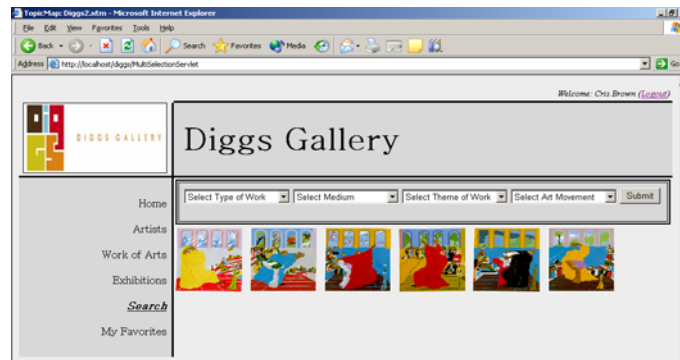 TopicMap: Diggs2.xtm - Microsoft Internet Explorer
File Edit View Favorites Tools Help
Back Search Favorites Media
Address http://localhost/diggs/MultiSelectionServlet Go
Welcome: Cris Brown (Logout)
DIGGS GALLERY
Diggs Gallery
Select Type of Work Select Medium Select Theme of Work Select Art Movement Submit
Home
Artists
Work of Arts
Exhibitions
Search
My Favorites